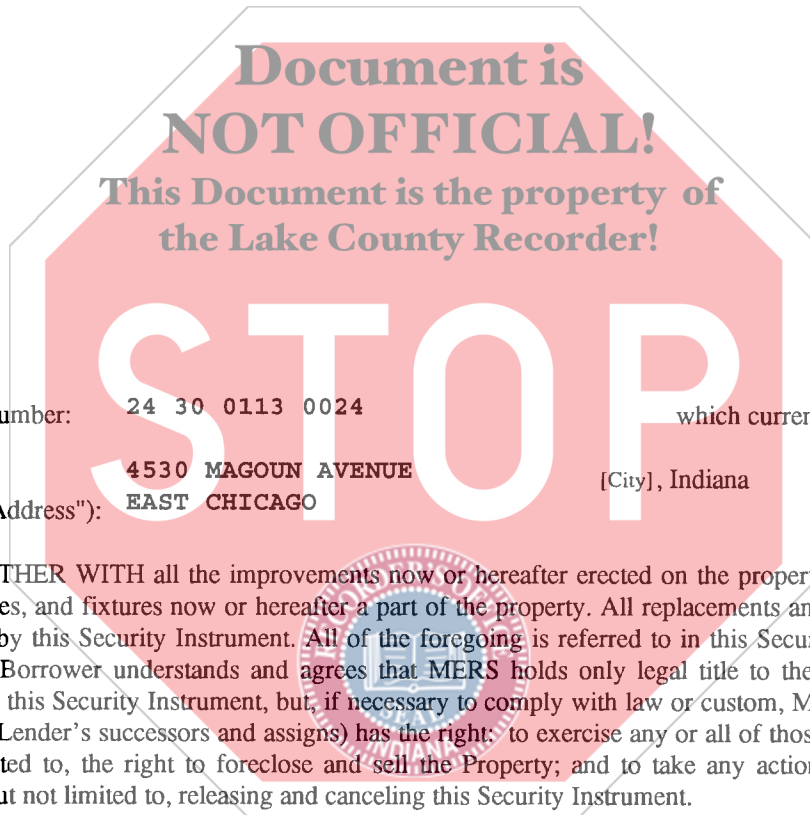 Document is
NOT OFFICIAL!
This Document is the property of
the Lake County Recorder!
STOP
umber: 24 30 0113 0024 which curren
4530 MAGOUN AVENUE [City], Indiana
Address"): EAST CHICAGO
THER WITH all the improvements now or hereafter erected on the propert
es, and fixtures now or hereafter a part of the property. All replacements an
by this Security Instrument. All of the foregoing is referred to in this Secu
Borrower understands and agrees that MERS holds only legal title to the
this Security Instrument, but, if necessary to comply with law or custom, M
Lender's successors and assigns) has the right: to exercise any or all of thos
ted to, the right to foreclose and sell the Property; and to take any action
ut not limited to, releasing and canceling this Security Instrument.
SEAL
INDIANA